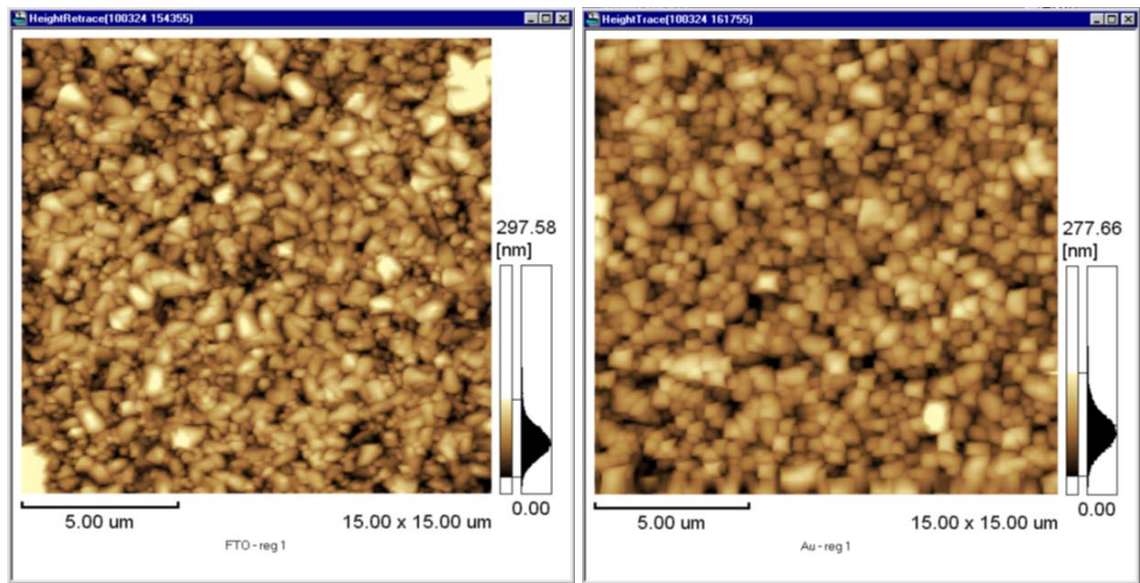 HeightRetrace(100324 154355)
297.58
[nm]
0.00
5.00 um
15.00 x 15.00 um
FTO - reg 1
HeightTrace(100324 161755)
277.66
[nm]
0.00
5.00 um
15.00 x 15.00 um
Au - reg 1